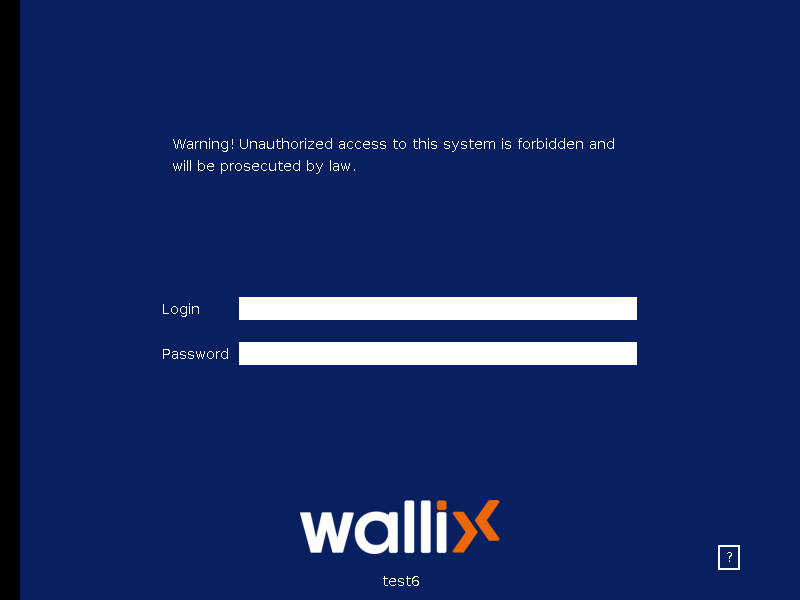 Warning! Unauthorized access to this system is forbidden and
will be prosecuted by law.
Login
Password
wallix
?
test6